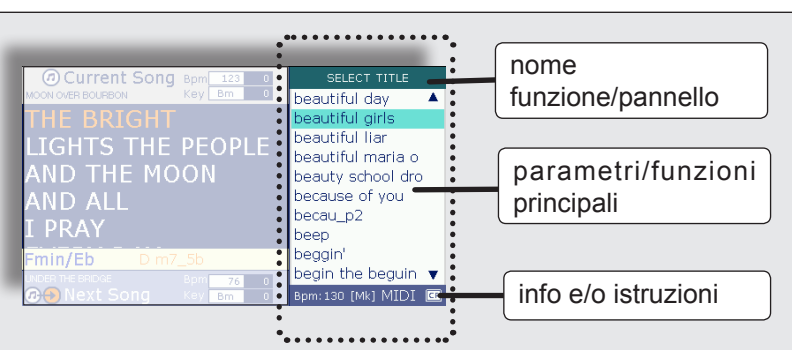 Current Song Bpm 123 0
MOON OVER BOURBON Key Bm 0
THE BRIGHT
LIGHTS THE PEOPLE
AND THE MOON
AND ALL
I PRAY
Fmin/Eb D m7_5b
UNDER THE BRIDGE Bpm 76 0
Next Song Key Bm 0
SELECT TITLE
beautiful day
beautiful girls
beautiful liar
beautiful maria o
beauty school dro
because of you
becau_p2
beep
beggin'
begin the beguin
Bpm:130 [Mk] MIDI
nome
funzione/pannello
parametri/funzioni
principali
info e/o istruzioni